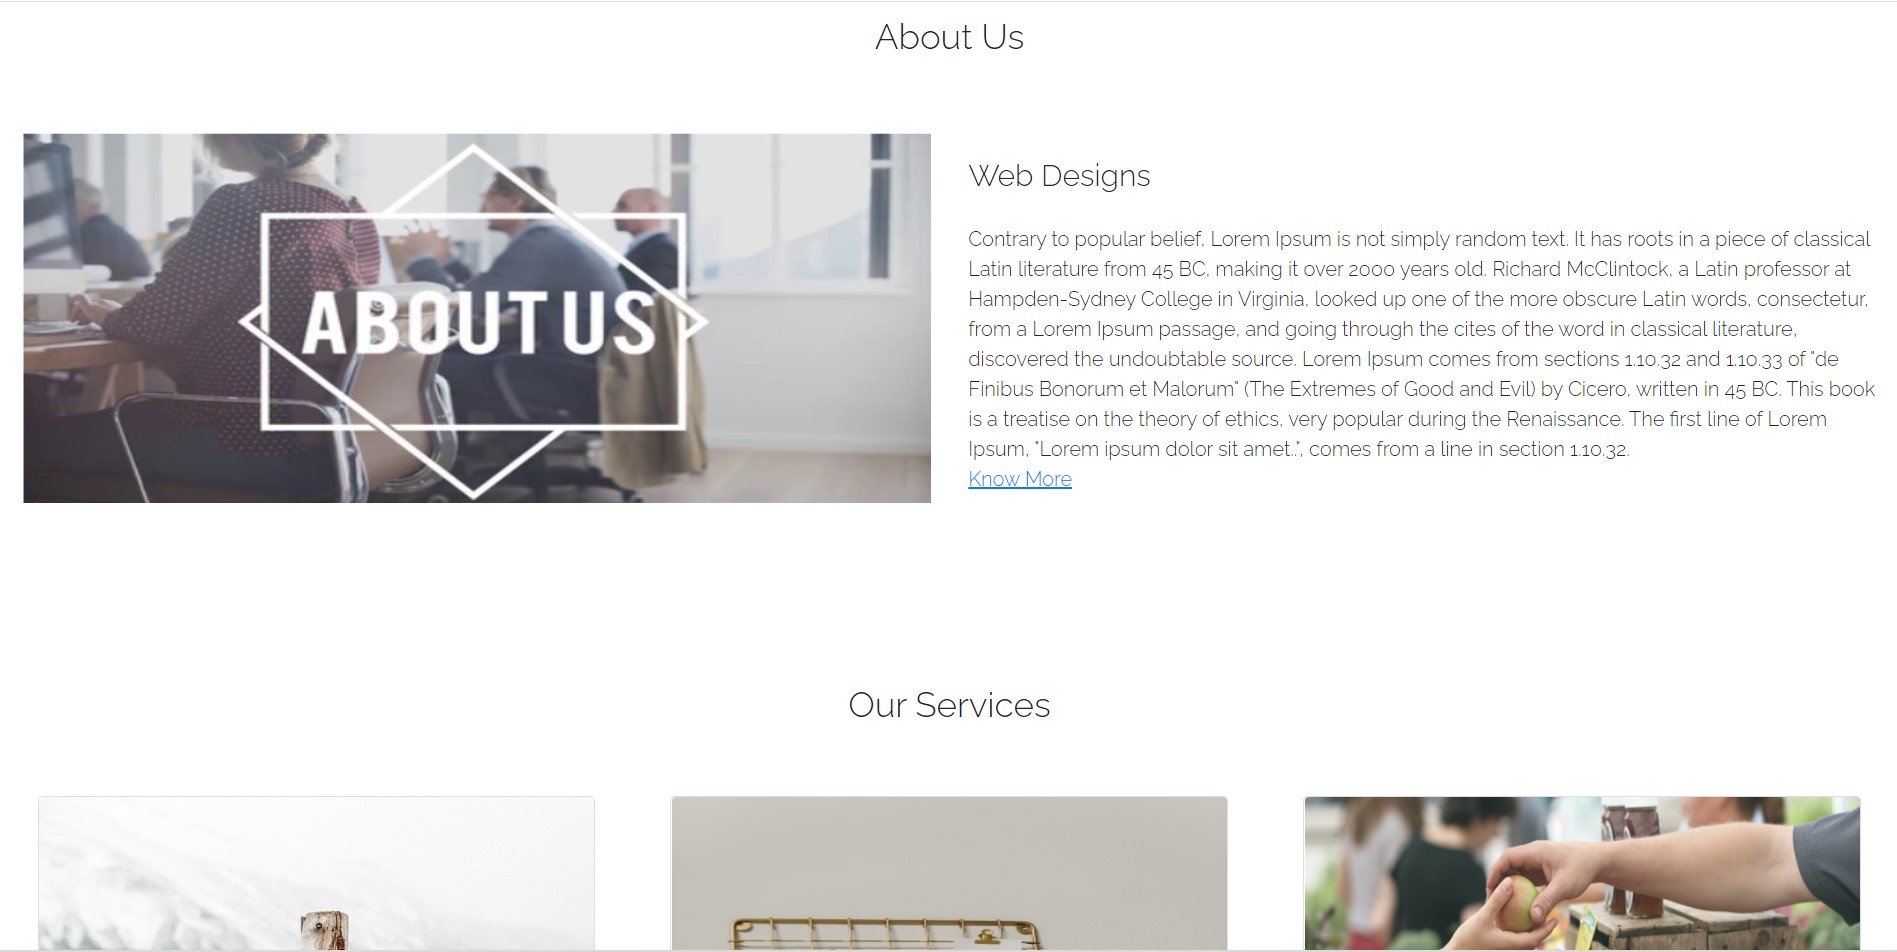 About Us
ABOUT US
Web Designs
Contrary to popular belief, Lorem Ipsum is not simply random text. It has roots in a piece of classical
Latin literature from 45 BC, making it over 2000 years old. Richard McClintock, a Latin professor at
Hampden-Sydney College in Virginia, looked up one of the more obscure Latin words, consectetur,
from a Lorem Ipsum passage, and going through the cites of the word in classical literature,
discovered the undoubtable source. Lorem Ipsum comes from sections 1.10.32 and 1.10.33 of "de
Finibus Bonorum et Malorum" (The Extremes of Good and Evil) by Cicero, written in 45 BC. This book
is a treatise on the theory of ethics, very popular during the Renaissance. The first line of Lorem
Ipsum, "Lorem ipsum dolor sit amet..", comes from a line in section 1.10.32.
Know More
Our Services